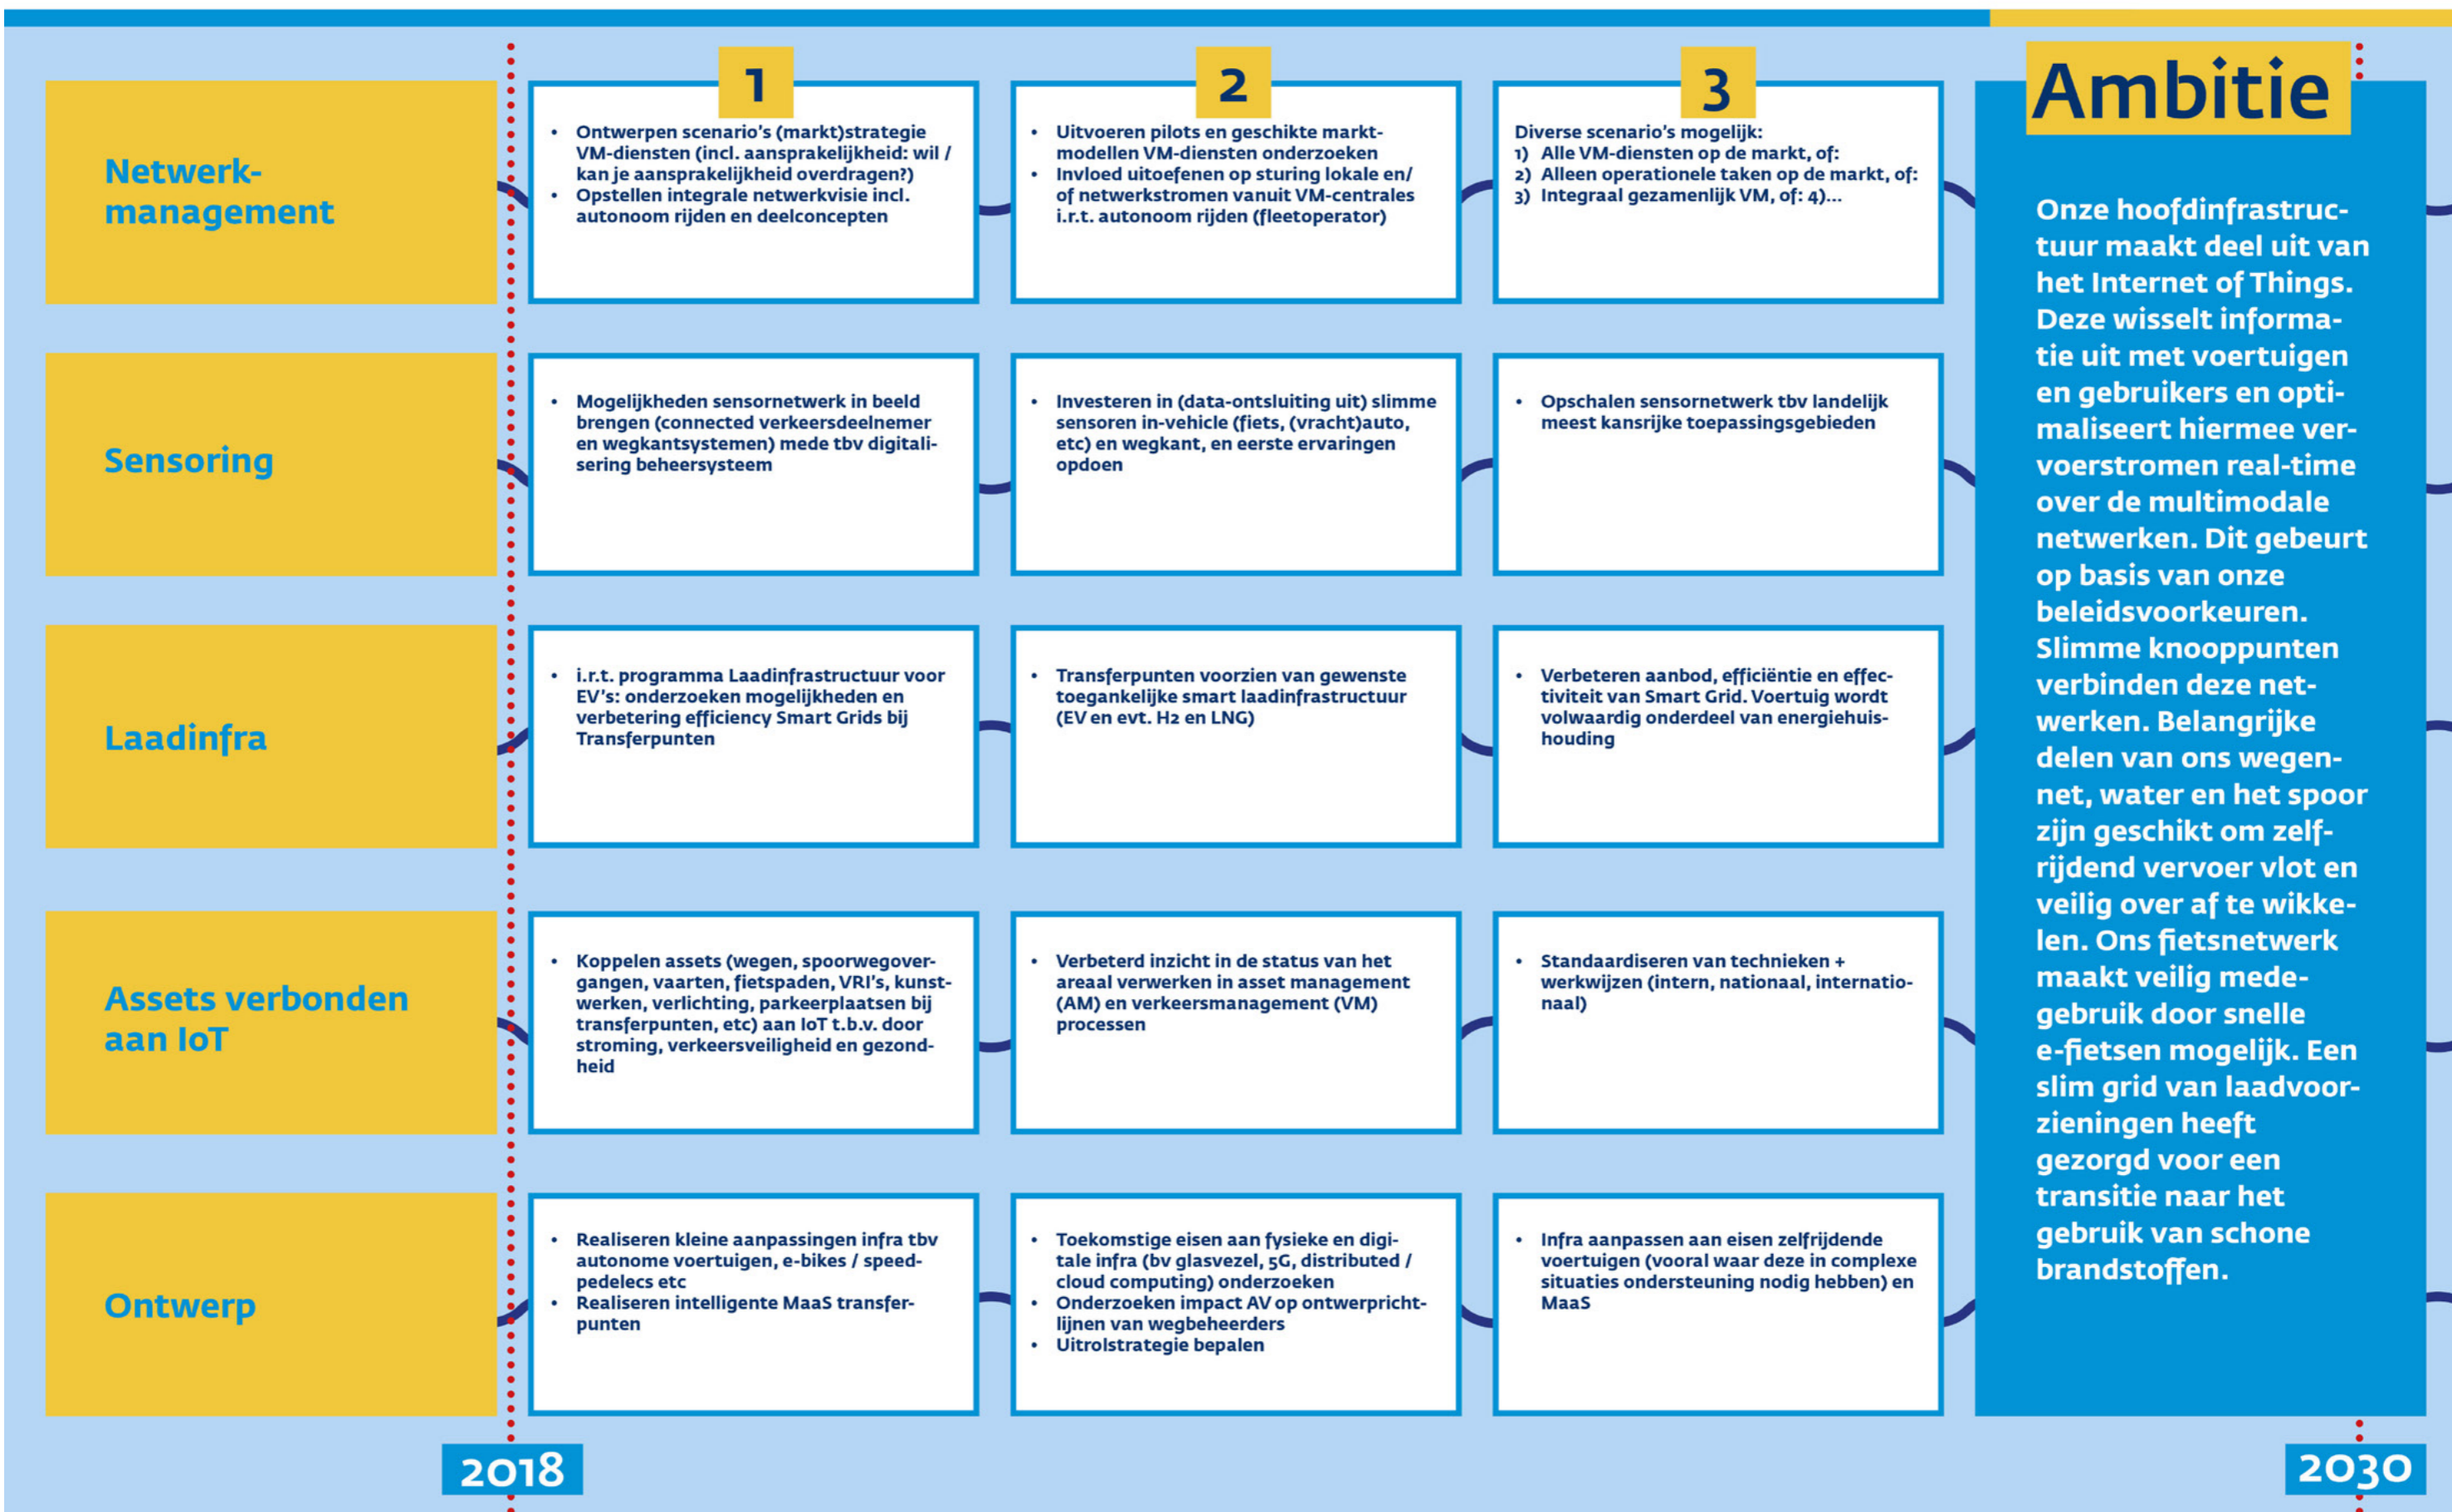 1
2
3
Ambitie
Netwerk-
management
• Ontwerpen scenario's (markt)strategie
VM-diensten (incl. aansprakelijkheid: wil /
kan je aansprakelijkheid overdragen?)
• Opstellen integrale netwerkvisie incl.
autonoom rijden en deelconcepten
• Uitvoeren pilots en geschikte markt-
modellen VM-diensten onderzoeken
• Invloed uitoefenen op sturing lokale en/
of netwerkstromen vanuit VM-centrales
i.r.t. autonoom rijden (fleetoperator)
Diverse scenario's mogelijk:
1) Alle VM-diensten op de markt, of:
2) Alleen operationele taken op de markt, of:
3) Integraal gezamenlijk VM, of: 4)...
Sensoring
• Mogelijkheden sensornetwerk in beeld
brengen (connected verkeersdeelnemer
en wegkantsystemen) mede tbv digitali-
sering beheersysteem
• Investeren in (data-ontsluiting uit) slimme
sensoren in-vehicle (fiets, (vracht)auto,
etc) en wegkant, en eerste ervaringen
opdoen
• Opschalen sensornetwerk tbv landelijk
meest kansrijke toepassingsgebieden
Laadinfra
• i.r.t. programma Laadinfrastructuur voor
EV's: onderzoeken mogelijkheden en
verbetering efficiency Smart Grids bij
Transferpunten
• Transferpunten voorzien van gewenste
toegankelijke smart laadinfrastructuur
(EV en evt. H2 en LNG)
• Verbeteren aanbod, efficiëntie en effec-
tiviteit van Smart Grid. Voertuig wordt
volwaardig onderdeel van energiehuis-
houding
Assets verbonden
aan IoT
• Koppelen assets (wegen, spoorwegover-
gangen, vaarten, fietspaden, VRI's, kunst-
werken, verlichting, parkeerplaatsen bij
transferpunten, etc) aan IoT t.b.v. door
stroming, verkeersveiligheid en gezond-
heid
• Verbeterd inzicht in de status van het
areaal verwerken in asset management
(AM) en verkeersmanagement (VM)
processen
• Standaardiseren van technieken +
werkwijzen (intern, nationaal, internatio-
naal)
Ontwerp
• Realiseren kleine aanpassingen infra tbv
autonome voertuigen, e-bikes / speed-
pedelecs etc
• Realiseren intelligente MaaS transfer-
punten
• Toekomstige eisen aan fysieke en digi-
tale infra (bv glasvezel, 5G, distributed /
cloud computing) onderzoeken
• Onderzoeken impact AV op ontwerpricht-
lijnen van wegbeheerders
• Uitrolstrategie bepalen
• Infra aanpassen aan eisen zelfrijdende
voertuigen (vooral waar deze in complexe
situaties ondersteuning nodig hebben) en
MaaS
Onze hoofdinfrastruc-
tuur maakt deel uit van
het Internet of Things.
Deze wisselt informa-
tie uit met voertuigen
en gebruikers en opti-
maliseert hiermee ver-
voerstromen real-time
over de multimodale
netwerken. Dit gebeurt
op basis van onze
beleidsvoorkeuren.
Slimme knooppunten
verbinden deze net-
werken. Belangrijke
delen van ons wegen-
net, water en het spoor
zijn geschikt om zelf-
rijdend vervoer vlot en
veilig over af te wikke-
len. Ons fietsnetwerk
maakt veilig mede-
gebruik door snelle
e-fietsen mogelijk. Een
slim grid van laadvoor-
zieningen heeft
gezorgd voor een
transitie naar het
gebruik van schone
brandstoffen.
2018
2030